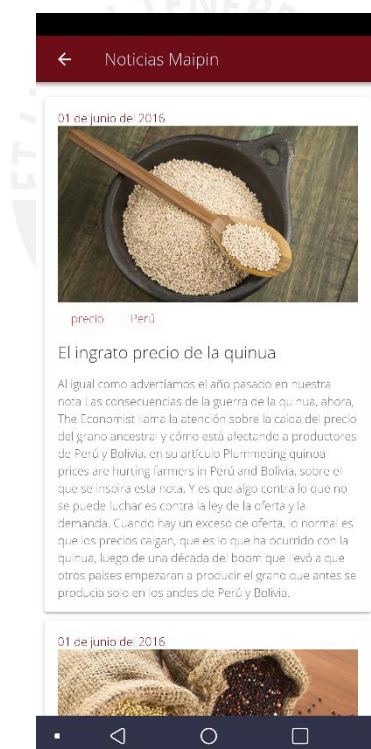 Noticias Maipin
01 de junio del 2016
precio Perú
El ingrato precio de la quinua
Al igual como advertíamos el año pasado en nuestra
nota Las consecuencias de la guerra de la quinua, ahora,
The Economist llama la atención sobre la caída del precio
del grano ancestral y cómo está afectando a productores
de Perú y Bolivia, en su artículo Plummeting quinoa
prices are hurting farmers in Perú and Bolivia, sobre el
que se inspira esta nota. Y es que algo contra lo que no
se puede luchar es contra la ley de la oferta y la
demanda. Cuando hay un exceso de oferta, lo normal es
que los precios caigan, que es lo que ha ocurrido con la
quinua, luego de una década del boom que llevó a que
otros países empezaran a producir el grano que antes se
producía solo en los andes de Perú y Bolivia.
01 de junio del 2016